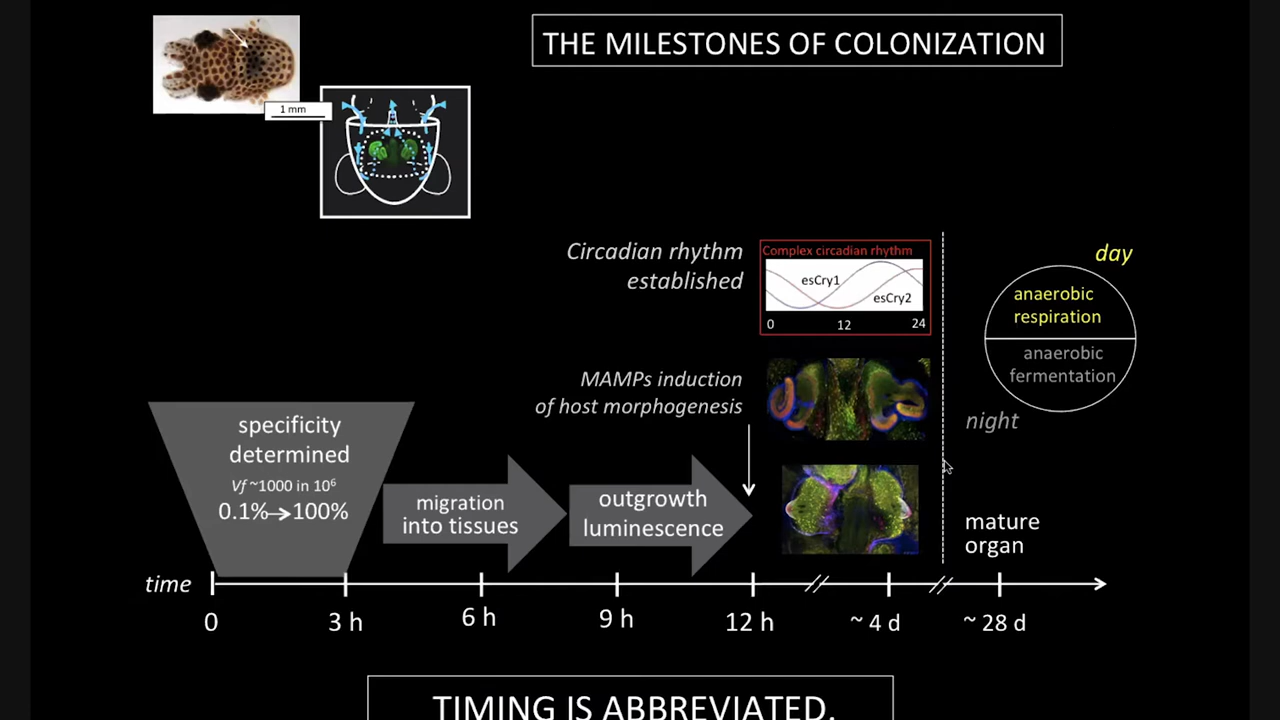 THE MILESTONES OF COLONIZATION
1 mm
Circadian rhythm
established
Complex circadian rhythm
esCry1
esCry2
0 12 24
day
anaerobic
respiration
anaerobic
fermentation
night
MAMPs induction
of host morphogenesis
specificity
determined
Vf ~1000 in 10⁶
0.1%→100%
migration
into tissues
outgrowth
luminescence
mature
organ
time
0 3 h 6 h 9 h 12 h ~ 4 d ~ 28 d
TIMING IS ABBREVIATED.